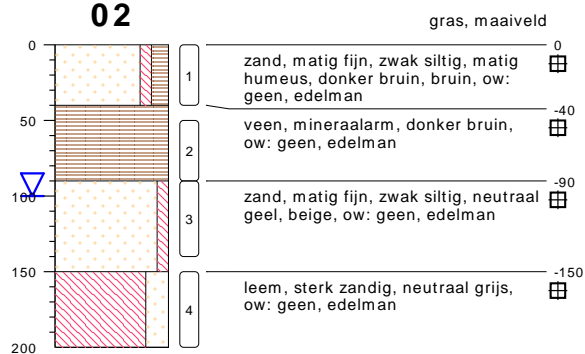 02
gras, maaiveld
0
0
1
zand, matig fijn, zwak siltig, matig
humeus, donker bruin, bruin, ow:
geen, edelman
-40
50
2
veen, mineraalarm, donker bruin,
ow: geen, edelman
-90
100
3
zand, matig fijn, zwak siltig, neutraal
geel, beige, ow: geen, edelman
150
-150
4
leem, sterk zandig, neutraal grijs,
ow: geen, edelman
200